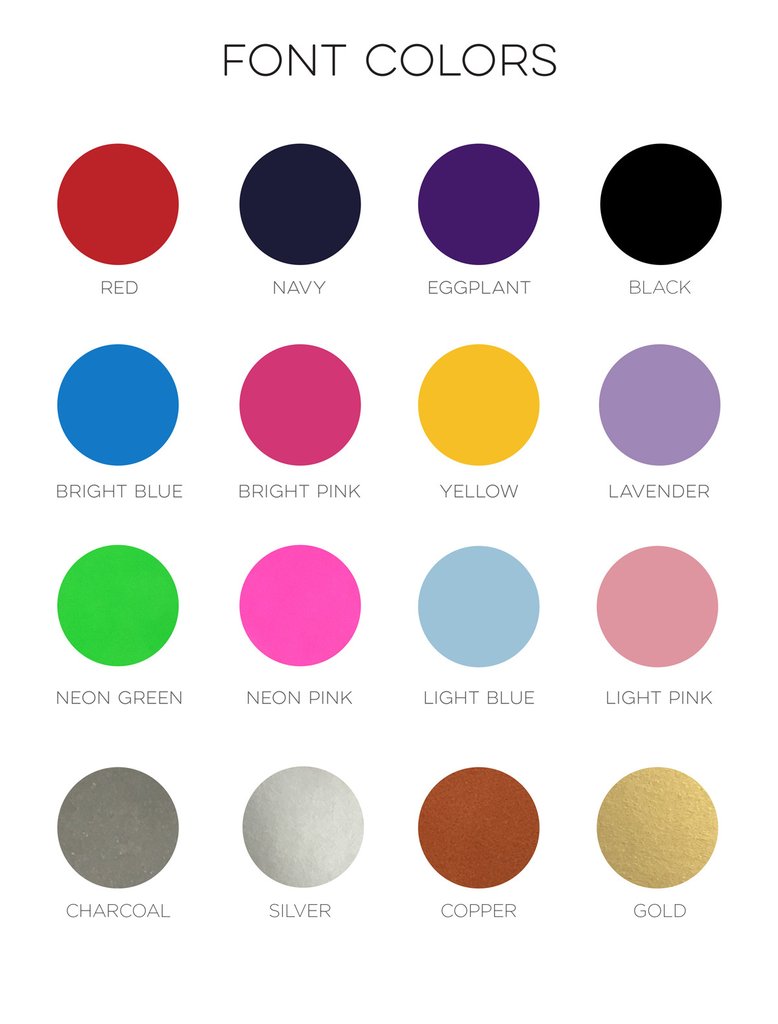 FONT COLORS
RED NAVY EGGPLANT BLACK
BRIGHT BLUE BRIGHT PINK YELLOW LAVENDER
NEON GREEN NEON PINK LIGHT BLUE LIGHT PINK
CHARCOAL SILVER COPPER GOLD